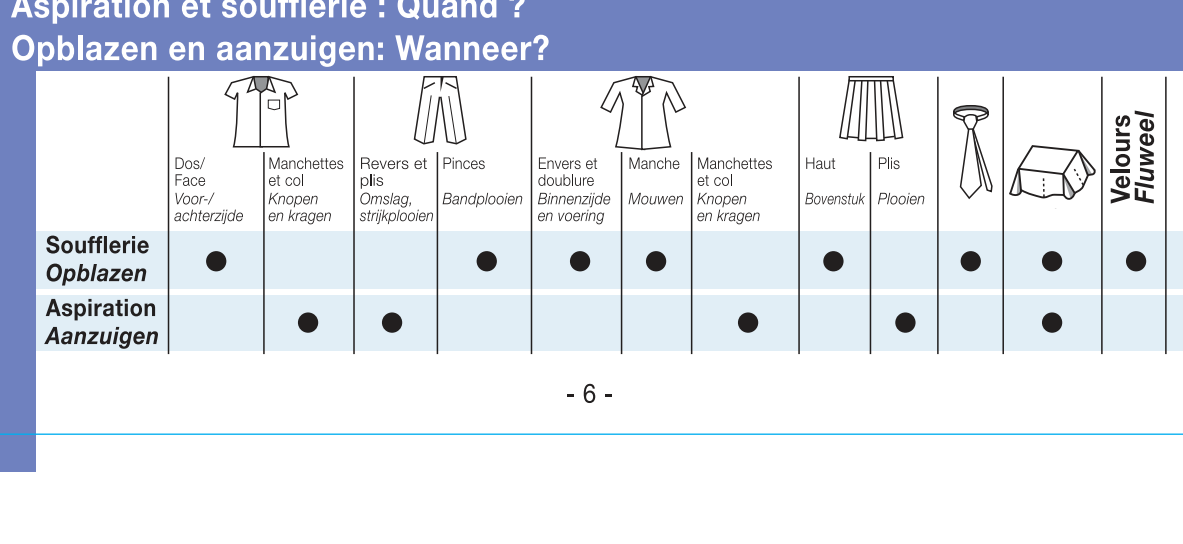 Aspiration et soufflerie : Quand ?
Opblazen en aanzuigen: Wanneer?
Dos/
Face
Voor-/
achterzijde
Manchettes
et col
Knopen
en kragen
Revers et
plis
Omslag,
strijkplooien
Pinces
Bandplooien
Envers et
doublure
Binnenzijde
en voering
Manche
Mouwen
Manchettes
et col
Knopen
en kragen
Haut
Bovenstuk
Plis
Plooien
Velours
Fluweel
Soufflerie
Opblazen
Aspiration
Aanzuigen
- 6 -